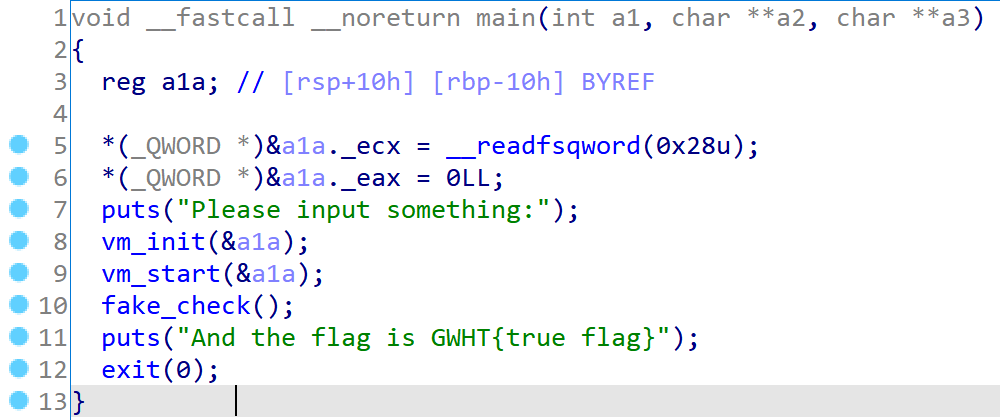 1 void __fastcall __noreturn main(int a1, char **a2, char **a3)
2 {
3   reg a1a; // [rsp+10h] [rbp-10h] BYREF
4
5   *(_QWORD *)&a1a._ecx = __readfsqword(0x28u);
6   *(_QWORD *)&a1a._eax = 0LL;
7   puts("Please input something:");
8   vm_init(&a1a);
9   vm_start(&a1a);
10   fake_check();
11   puts("And the flag is GWHT{true flag}");
12   exit(0);
13 }